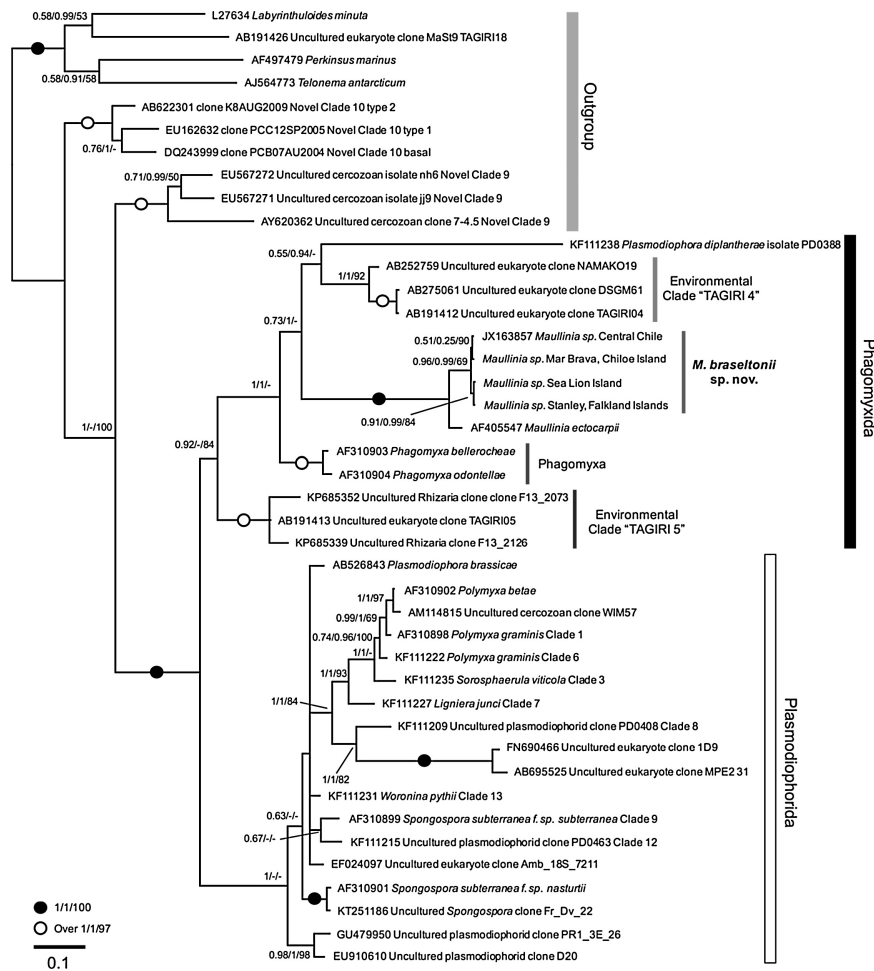 0.58/0.99/53
L27634 Labyrinthuloides minuta
AB191426 Uncultured eukaryote clone MaSt9 TAGIRI18
AF497479 Perkinsus marinus
0.58/0.91/58
AJ564773 Telonema antarcticum
AB622301 clone K8AUG2009 Novel Clade 10 type 2
EU162632 clone PCC12SP2005 Novel Clade 10 type 1
0.76/1/-
DQ243999 clone PCB07AU2004 Novel Clade 10 basal
0.71/0.99/50
EU567272 Uncultured cercozoan isolate nh6 Novel Clade 9
EU567271 Uncultured cercozoan isolate jj9 Novel Clade 9
AY620362 Uncultured cercozoan clone 7-4.5 Novel Clade 9
Outgroup
KF111238 Plasmodiophora diplantherae isolate PD0388
0.55/0.94/-
AB252759 Uncultured eukaryote clone NAMAKO19
1/1/92
AB275061 Uncultured eukaryote clone DSGM61
AB191412 Uncultured eukaryote clone TAGIRI04
Environmental
Clade “TAGIRI 4”
0.73/1/-
0.51/0.25/90
JX163857 Maullinia sp. Central Chile
0.96/0.99/69
Maullinia sp. Mar Brava, Chiloe Island
Maullinia sp. Sea Lion Island
Maullinia sp. Stanley, Falkland Islands
M. braseltonii
sp. nov.
0.91/0.99/84
AF405547 Maullinia ectocarpii
1/1/-
AF310903 Phagomyxa bellerocheae
AF310904 Phagomyxa odontellae
Phagomyxa
1/-/100
0.92/-/84
KP685352 Uncultured Rhizaria clone clone F13_2073
AB191413 Uncultured eukaryote clone TAGIRI05
KP685339 Uncultured Rhizaria clone F13_2126
Environmental
Clade “TAGIRI 5”
Phagomyxida
AB526843 Plasmodiophora brassicae
AF310902 Polymyxa betae
1/1/97
AM114815 Uncultured cercozoan clone WIM57
0.99/1/69
AF310898 Polymyxa graminis Clade 1
0.74/0.96/100
KF111222 Polymyxa graminis Clade 6
1/1/-
KF111235 Sorosphaerula viticola Clade 3
1/1/93
KF111227 Ligniera junci Clade 7
1/1/84
KF111209 Uncultured plasmodiophorid clone PD0408 Clade 8
FN690466 Uncultured eukaryote clone 1D9
AB695525 Uncultured eukaryote clone MPE2 31
1/1/82
KF111231 Woronina pythii Clade 13
0.63/-/-
AF310899 Spongospora subterranea f. sp. subterranea Clade 9
0.67/-/-
KF111215 Uncultured plasmodiophorid clone PD0463 Clade 12
EF024097 Uncultured eukaryote clone Amb_18S_7211
1/-/-
AF310901 Spongospora subterranea f. sp. nasturtii
KT251186 Uncultured Spongospora clone Fr_Dv_22
GU479950 Uncultured plasmodiophorid clone PR1_3E_26
0.98/1/98
EU910610 Uncultured plasmodiophorid clone D20
Plasmodiophorida
1/1/100
Over 1/1/97
0.1